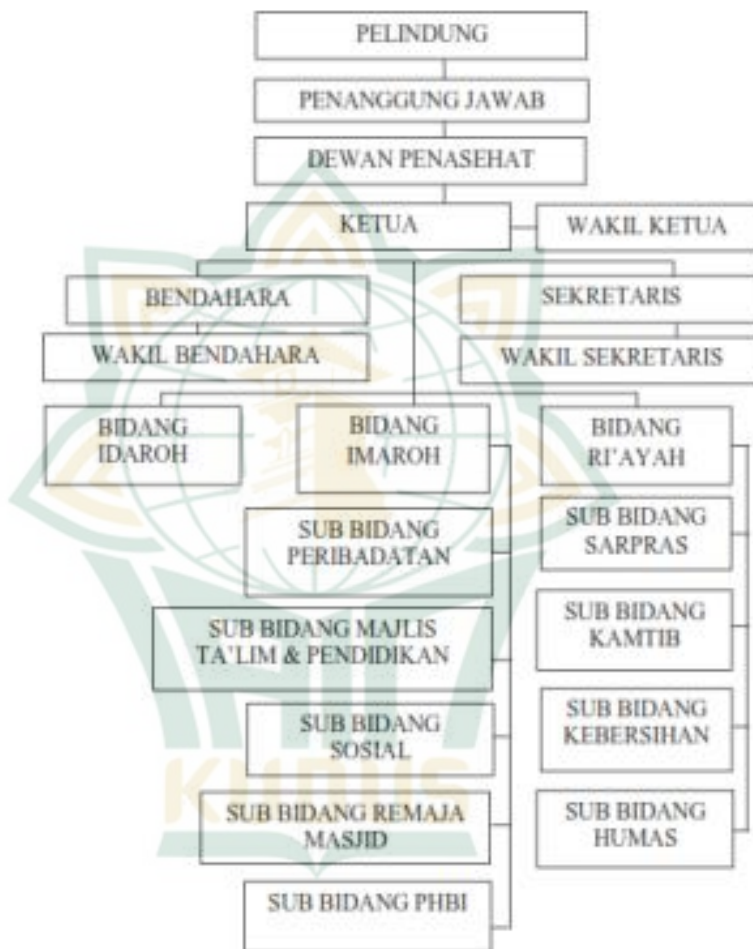 PELINDUNG
PENANGGUNG JAWAB
DEWAN PENASEHAT
KETUA
WAKIL KETUA
BENDAHARA
SEKRETARIS
WAKIL BENDAHARA
WAKIL SEKRETARIS
BIDANG
IDAROH
BIDANG
IMAROH
BIDANG
RI'AYAH
SUB BIDANG
PERIBADATAN
SUB BIDANG MAJLIS
TA'LIM & PENDIDIKAN
SUB BIDANG
SOSIAL
SUB BIDANG REMAJA
MASJID
SUB BIDANG PHBI
SUB BIDANG
SARPRAS
SUB BIDANG
KAMTIB
SUB BIDANG
KEBERSIHAN
SUB BIDANG
HUMAS
KUDUS